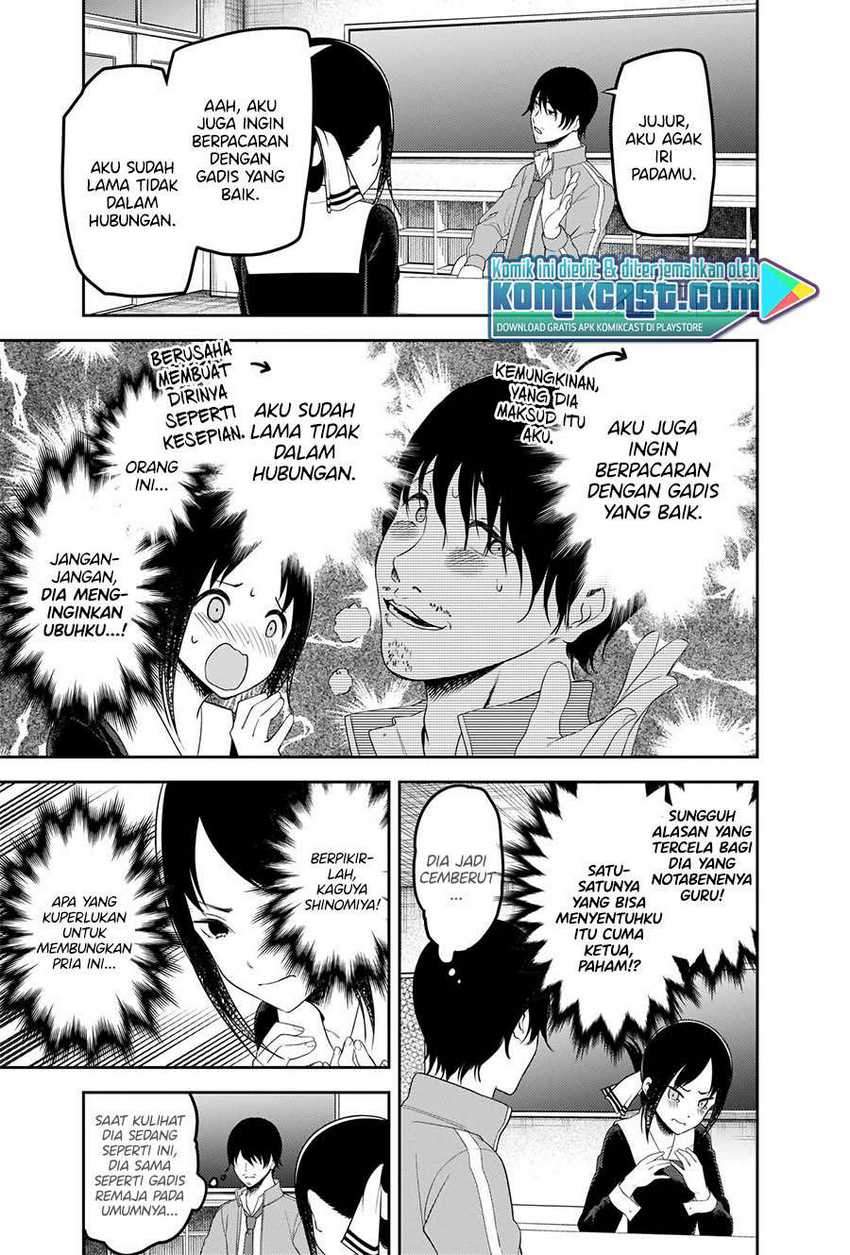 JUJUR,
AKU AGAK
IRI
PADAMU.
AAH, AKU
JUGA INGIN
BERPACARAN
DENGAN
GADIS YANG
BAIK.
AKU SUDAH
LAMA TIDAK
DALAM
HUBUNGAN.
Komik ini diedit & diterjemahkan oleh
KOMIKCAST.COM
DOWNLOAD GRATIS APK KOMIKCAST DI PLAYSTORE
KEMUNGKINAN,
YANG DIA
MAKSUD ITU
AKU.
AKU JUGA
INGIN
BERPACARAN
DENGAN GADIS
YANG BAIK.
BERUSAHA
MEMBUAT
DIRINYA
SEPERTI
KESEPIAN.
AKU SUDAH
LAMA TIDAK
DALAM
HUBUNGAN.
ORANG
INI...
JANGAN-
JANGAN,
DIA MENG-
INGINKAN
UBUHKU...!
SUNGGUH
ALASAN YANG
TERCELA BAGI
DIA YANG
NOTABENENYA
GURU!
SATU-
SATUNYA
YANG BISA
MENYENTUHKU
ITU CUMA
KETUA,
PAHAM!?
DIA JADI
CEMBERUT
...
BERPIKIR-
LAH,
KAGUYA
SHINOMIYA!
APA YANG
KUPERLUKAN
UNTUK
MEMBUNGKAN
PRIA INI...
SAAT KULIHAT
DIA SEDANG
SEPERTI INI,
DIA SAMA
SEPERTI GADIS
REMAJA PADA
UMUMNYA...